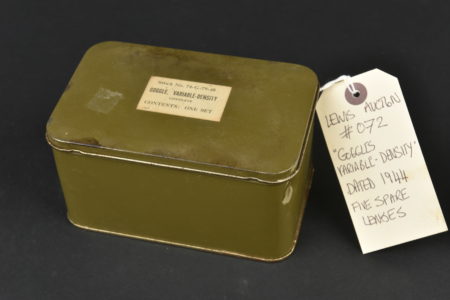 GOGGLE, VARIABLE-DENSITY
CONTENTS: ONE SET
LEWIS AUCTION
#072
"GOGGLES
VARIABLE-DENSITY"
DATED 1944
FIVE SPARE
LENSES